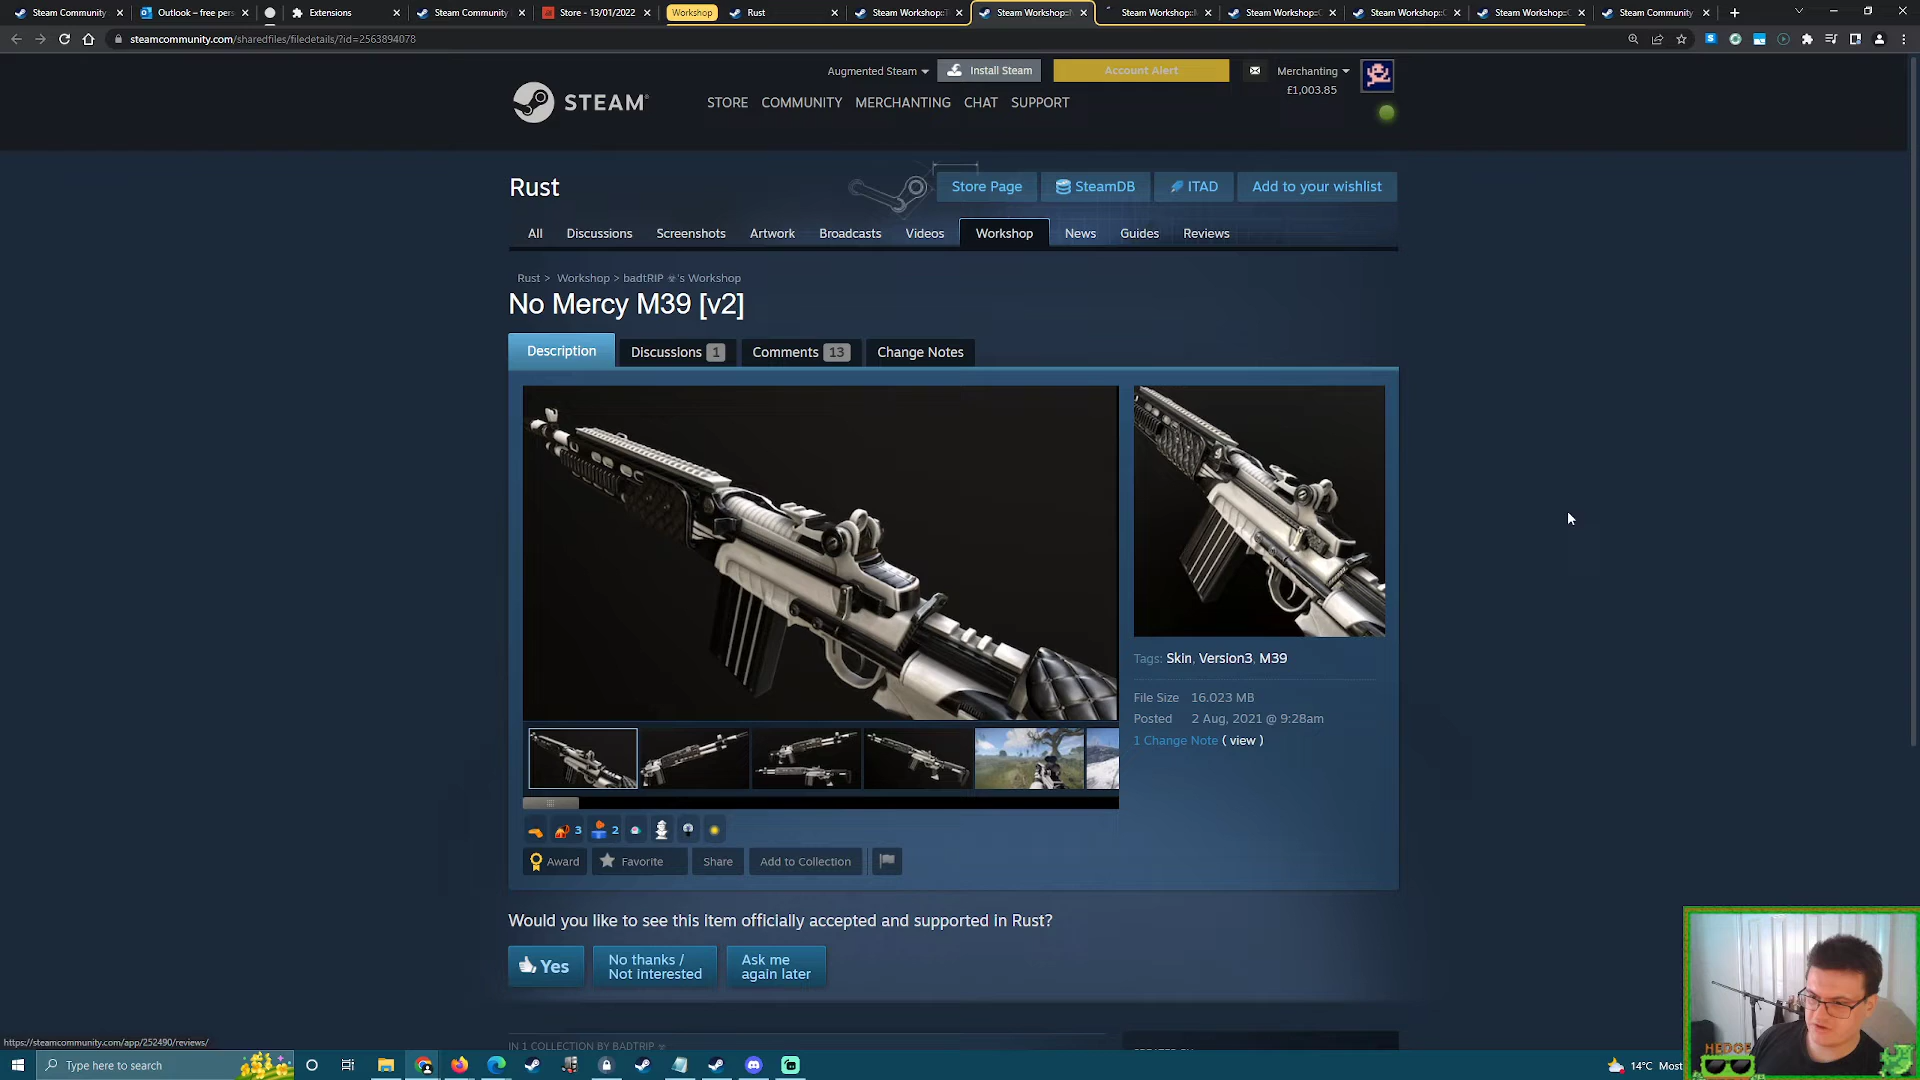 Steam Community
Outlook – free pers
Extensions
Steam Community
Store - 13/01/2022
Workshop
Rust
Steam Workshop::T
Steam Workshop::
Steam Workshop::
Steam Workshop::C
Steam Workshop::C
Steam Workshop::C
Steam Community
steamcommunity.com/sharedfiles/filedetails/?id=2563894078
Augmented Steam
Install Steam
Account Alert
Merchanting
£1,003.85
STEAM
STORE COMMUNITY MERCHANTING CHAT SUPPORT
Rust
Store Page
SteamDB
ITAD
Add to your wishlist
All Discussions Screenshots Artwork Broadcasts Videos Workshop News Guides Reviews
Rust > Workshop > badtRIP ☣'s Workshop
No Mercy M39 [v2]
Description
Discussions 1
Comments 13
Change Notes
Tags: Skin, Version3, M39
File Size 16.023 MB
Posted 2 Aug, 2021 @ 9:28am
1 Change Note ( view )
3
2
Award
Favorite
Share
Add to Collection
Would you like to see this item officially accepted and supported in Rust?
Yes
No thanks /
Not interested
Ask me
again later
IN 1 COLLECTION BY BADTRIP ☣
https://steamcommunity.com/app/252490/reviews/
Type here to search
14°C Most